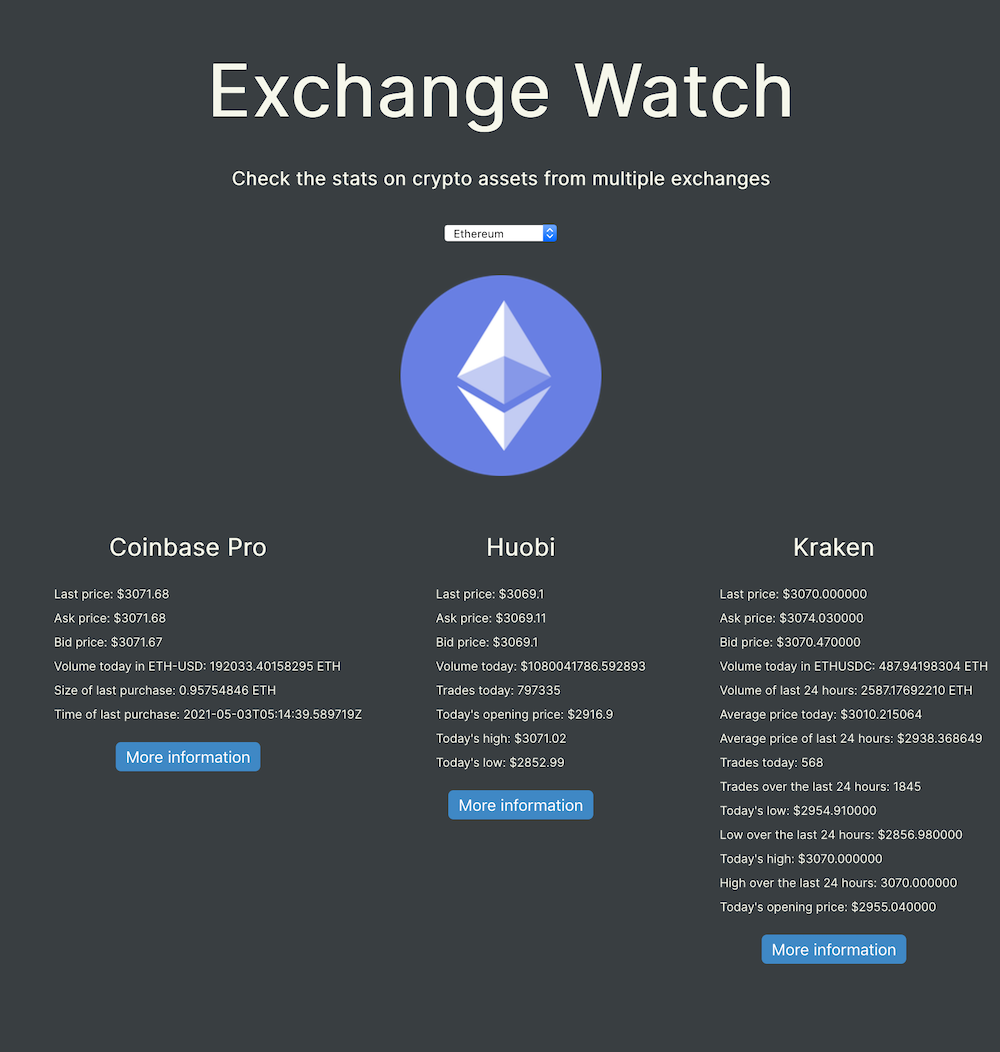 Exchange Watch
Check the stats on crypto assets from multiple exchanges
Ethereum
Coinbase Pro
Last price: $3071.68
Ask price: $3071.68
Bid price: $3071.67
Volume today in ETH-USD: 192033.40158295 ETH
Size of last purchase: 0.95754846 ETH
Time of last purchase: 2021-05-03T05:14:39.589719Z
More information
Huobi
Last price: $3069.1
Ask price: $3069.11
Bid price: $3069.1
Volume today: $1080041786.592893
Trades today: 797335
Today's opening price: $2916.9
Today's high: $3071.02
Today's low: $2852.99
More information
Kraken
Last price: $3070.000000
Ask price: $3074.030000
Bid price: $3070.470000
Volume today in ETHUSDC: 487.94198304 ETH
Volume of last 24 hours: 2587.17692210 ETH
Average price today: $3010.215064
Average price of last 24 hours: $2938.368649
Trades today: 568
Trades over the last 24 hours: 1845
Today's low: $2954.910000
Low over the last 24 hours: $2856.980000
Today's high: $3070.000000
High over the last 24 hours: 3070.000000
Today's opening price: $2955.040000
More information